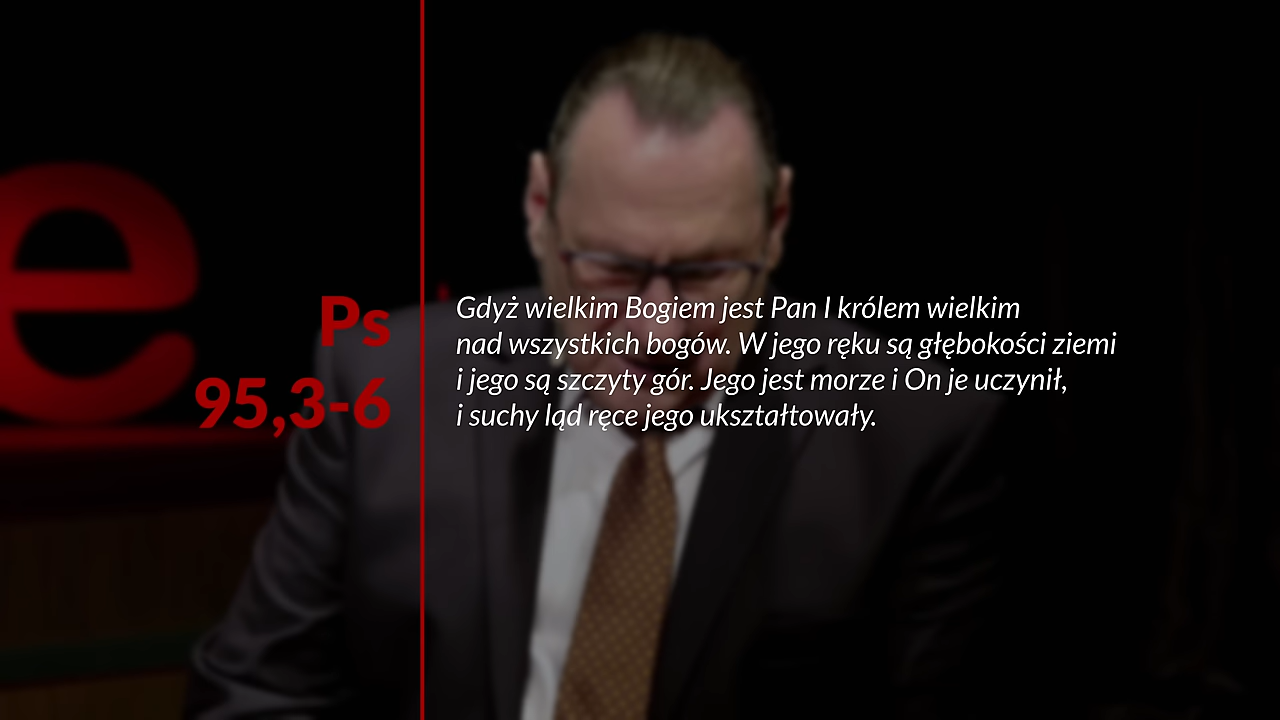 e
Ps
95,3-6
Gdyż wielkim Bogiem jest Pan I królem wielkim
nad wszystkich bogów. W jego ręku są głębokości ziemi
i jego są szczyty gór. Jego jest morze i On je uczynił,
i suchy ląd ręce jego ukształtowały.